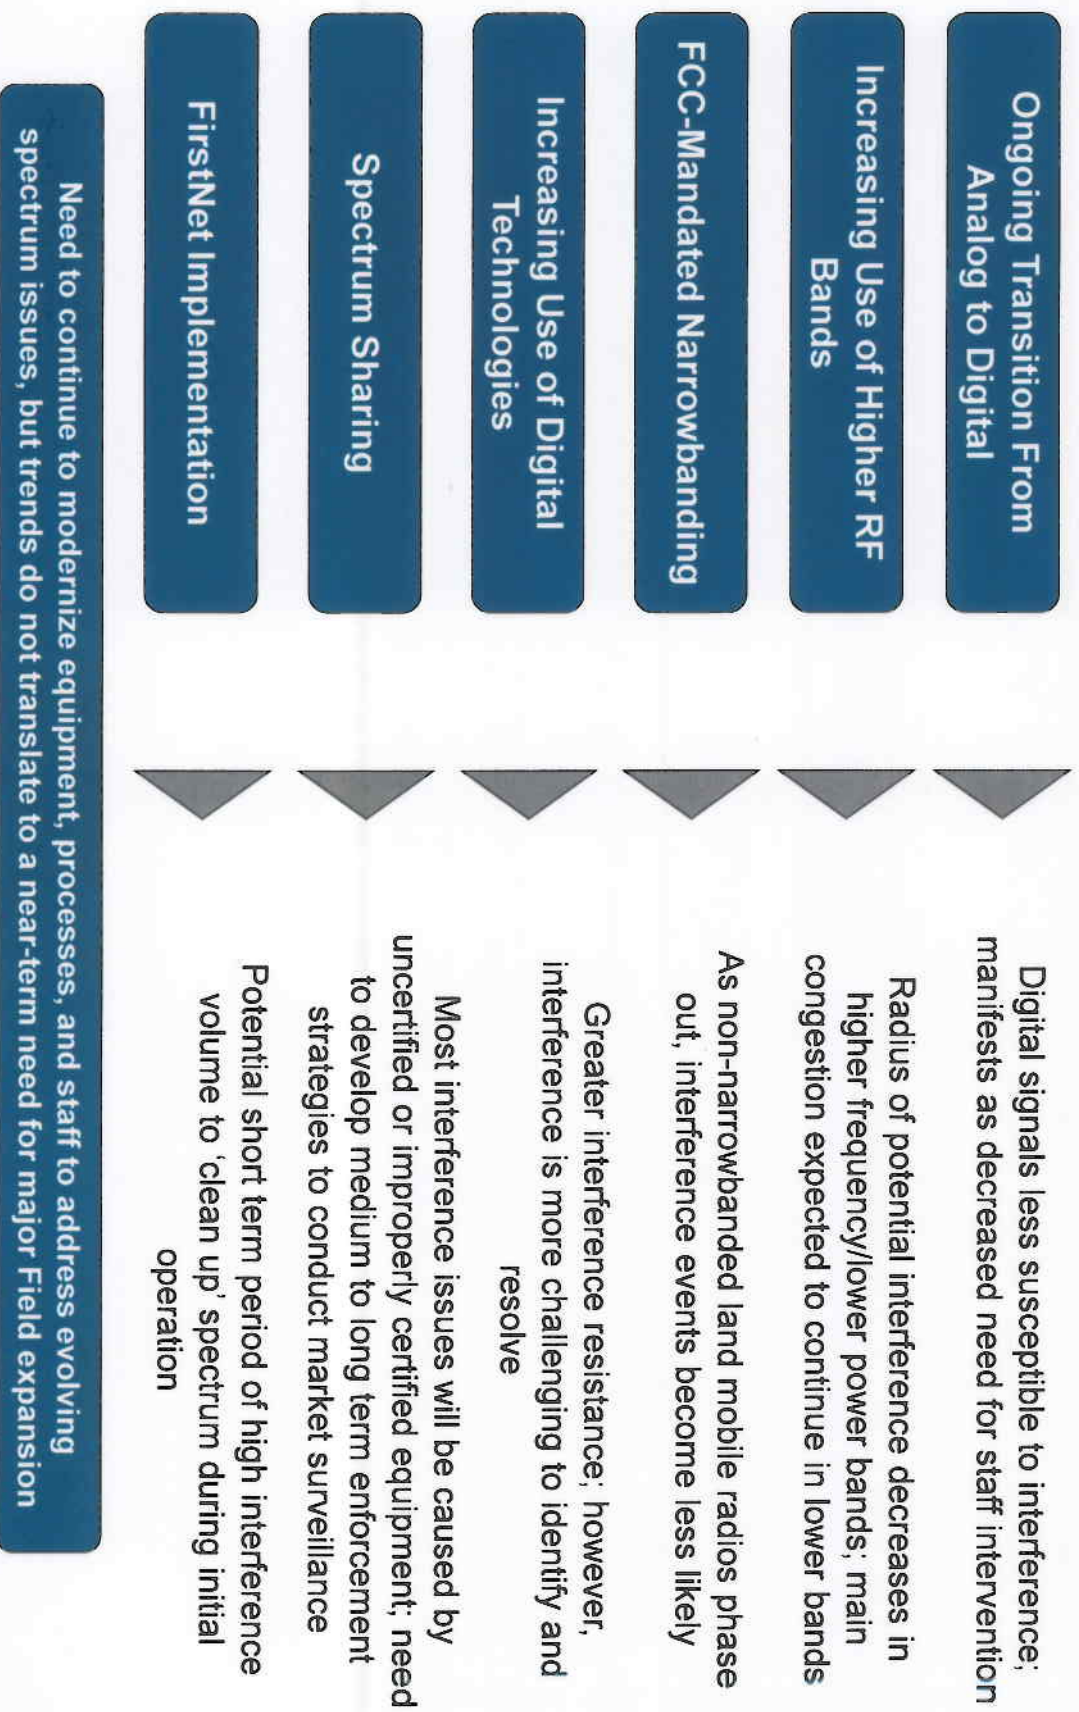 Ongoing Transition From
Analog to Digital
Digital signals less susceptible to interference;
manifests as decreased need for staff intervention
Increasing Use of Higher RF
Bands
Radius of potential interference decreases in
higher frequency/lower power bands; main
congestion expected to continue in lower bands
FCC-Mandated Narrowbanding
As non-narrowbanded land mobile radios phase
out, interference events become less likely
Increasing Use of Digital
Technologies
Greater interference resistance; however,
interference is more challenging to identify and
resolve
Spectrum Sharing
Most interference issues will be caused by
uncertified or improperly certified equipment; need
to develop medium to long term enforcement
strategies to conduct market surveillance
FirstNet Implementation
Potential short term period of high interference
volume to ‘clean up’ spectrum during initial
operation
Need to continue to modernize equipment, processes, and staff to address evolving
spectrum issues, but trends do not translate to a near-term need for major Field expansion